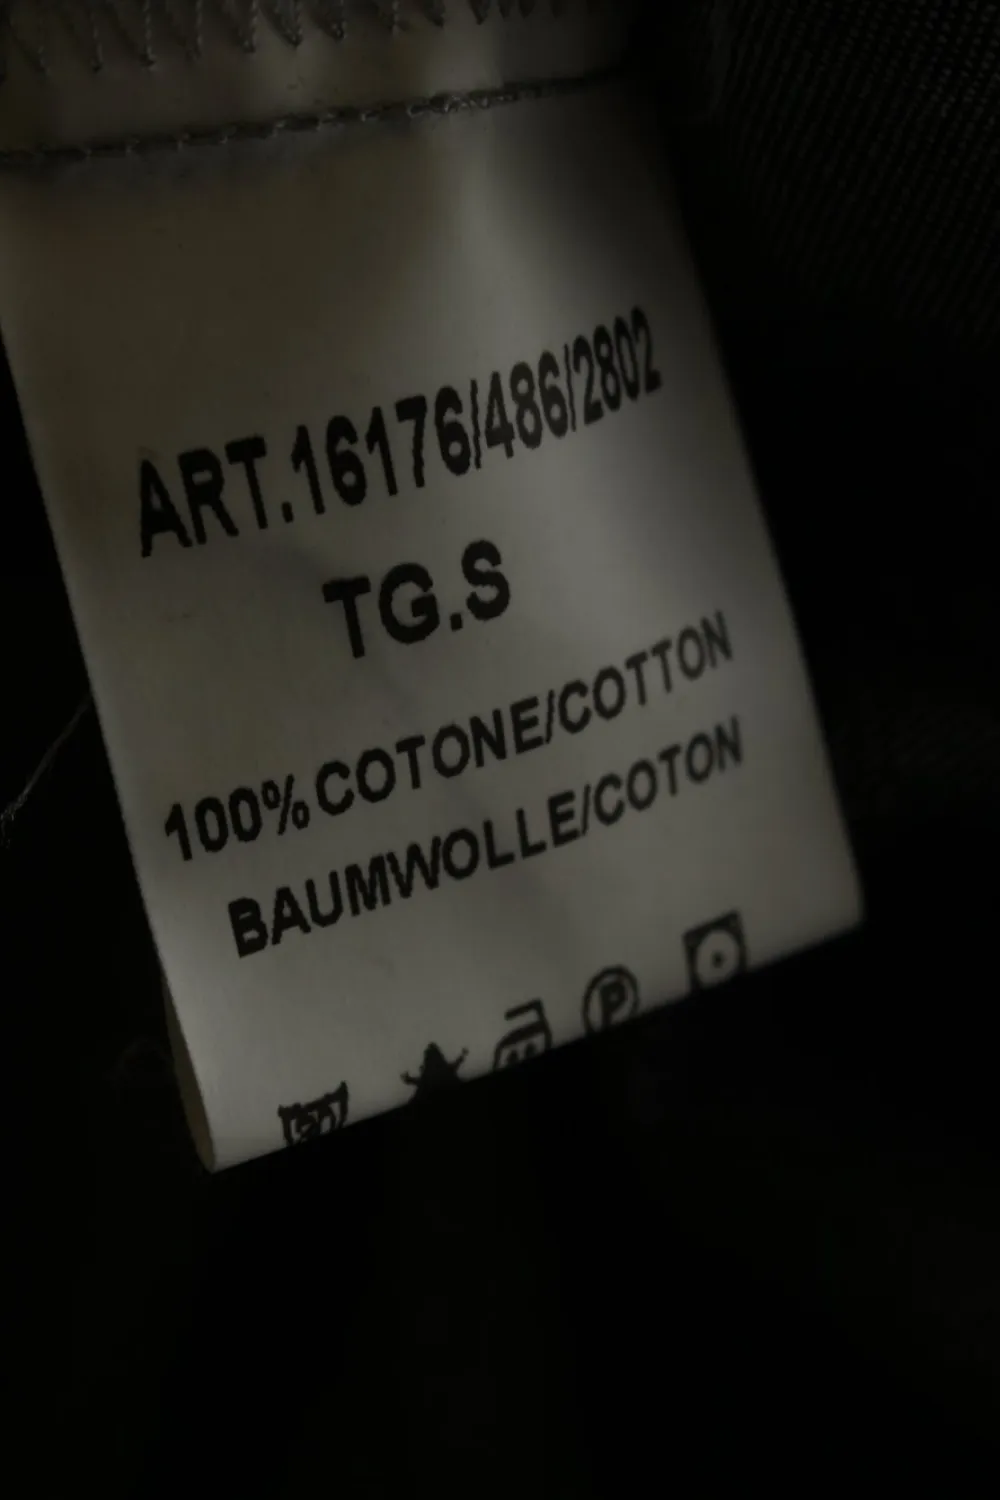 ART.16176/486/2802
TG.S
100% COTONE/COTTON
BAUMWOLLE/COTON
P